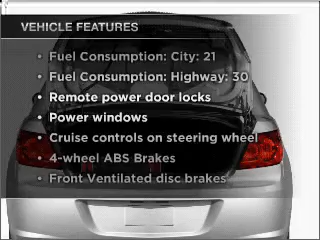 VEHICLE FEATURES
• Fuel Consumption: City: 21
• Fuel Consumption: Highway: 30
• Remote power door locks
• Power windows
• Cruise controls on steering wheel
• 4-wheel ABS Brakes
• Front Ventilated disc brakes